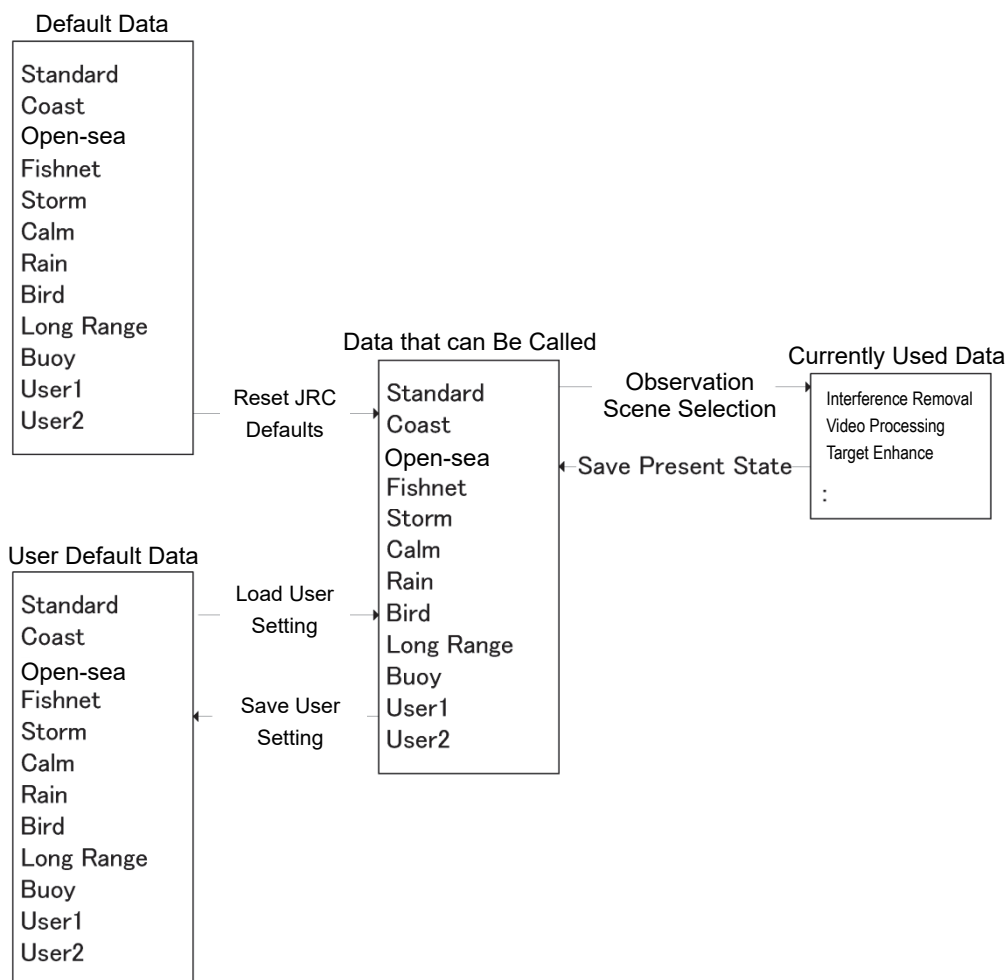 Default Data
Standard
Coast
Open-sea
Fishnet
Storm
Calm
Rain
Bird
Long Range
Buoy
User1
User2
Reset JRC
Defaults
User Default Data
Standard
Coast
Open-sea
Fishnet
Storm
Calm
Rain
Bird
Long Range
Buoy
User1
User2
Load User
Setting
Save User
Setting
Data that can Be Called
Standard
Coast
Open-sea
Fishnet
Storm
Calm
Rain
Bird
Long Range
Buoy
User1
User2
Observation
Scene Selection
Save Present State
Currently Used Data
Interference Removal
Video Processing
Target Enhance
: